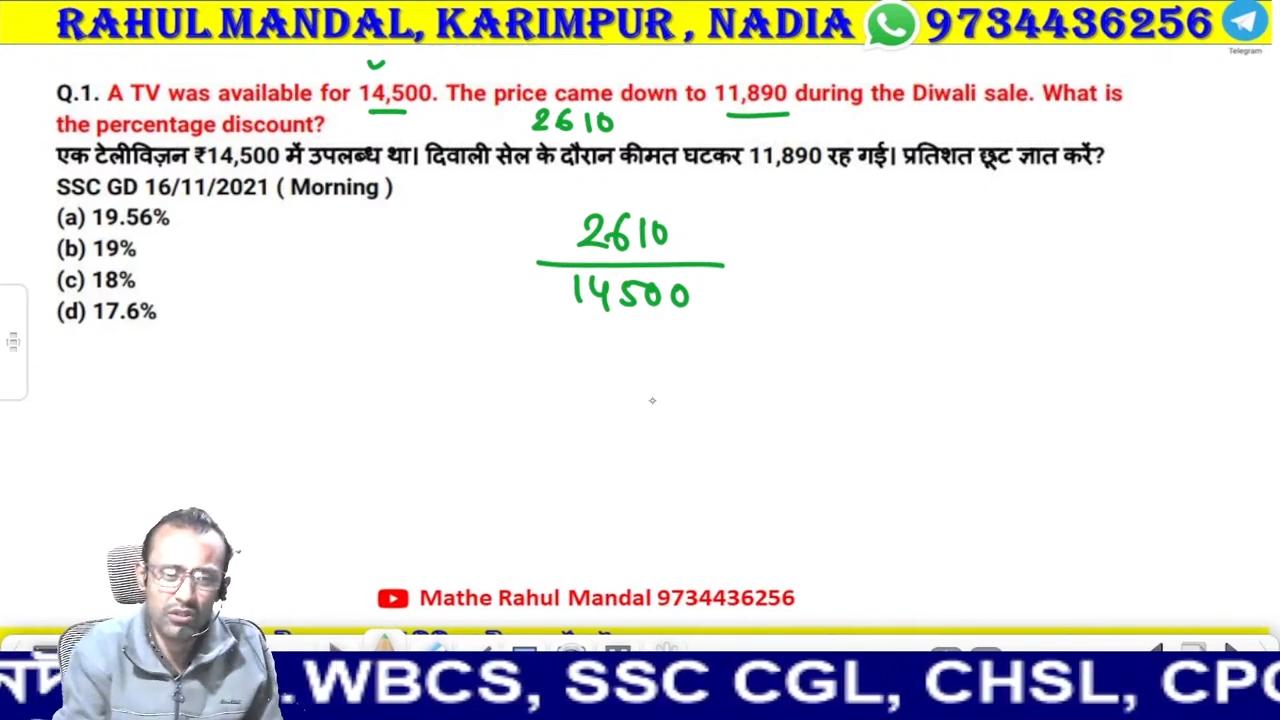 RAHUL MANDAL, KARIMPUR , NADIA 9734436256
Telegram
Q.1. A TV was available for 14,500. The price came down to 11,890 during the Diwali sale. What is
the percentage discount?
2610
एक टेलीविज़न ₹14,500 में उपलब्ध था। दिवाली सेल के दौरान कीमत घटकर 11,890 रह गई। प्रतिशत छूट ज्ञात करें?
SSC GD 16/11/2021 ( Morning )
(a) 19.56%
(b) 19%
(c) 18%
(d) 17.6%
2610
14500
Mathe Rahul Mandal 9734436256
WBCS, SSC CGL, CHSL,